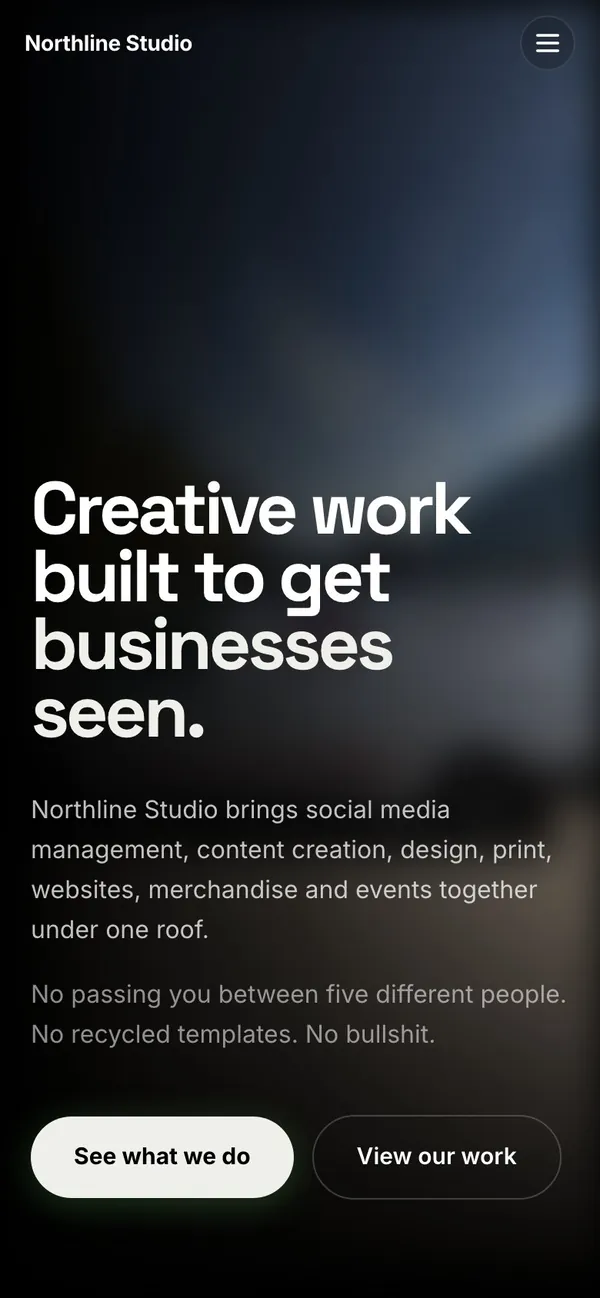 Northline Studio
Creative work
built to get
businesses
seen.
Northline Studio brings social media
management, content creation, design, print,
websites, merchandise and events together
under one roof.
No passing you between five different people.
No recycled templates. No bullshit.
See what we do
View our work